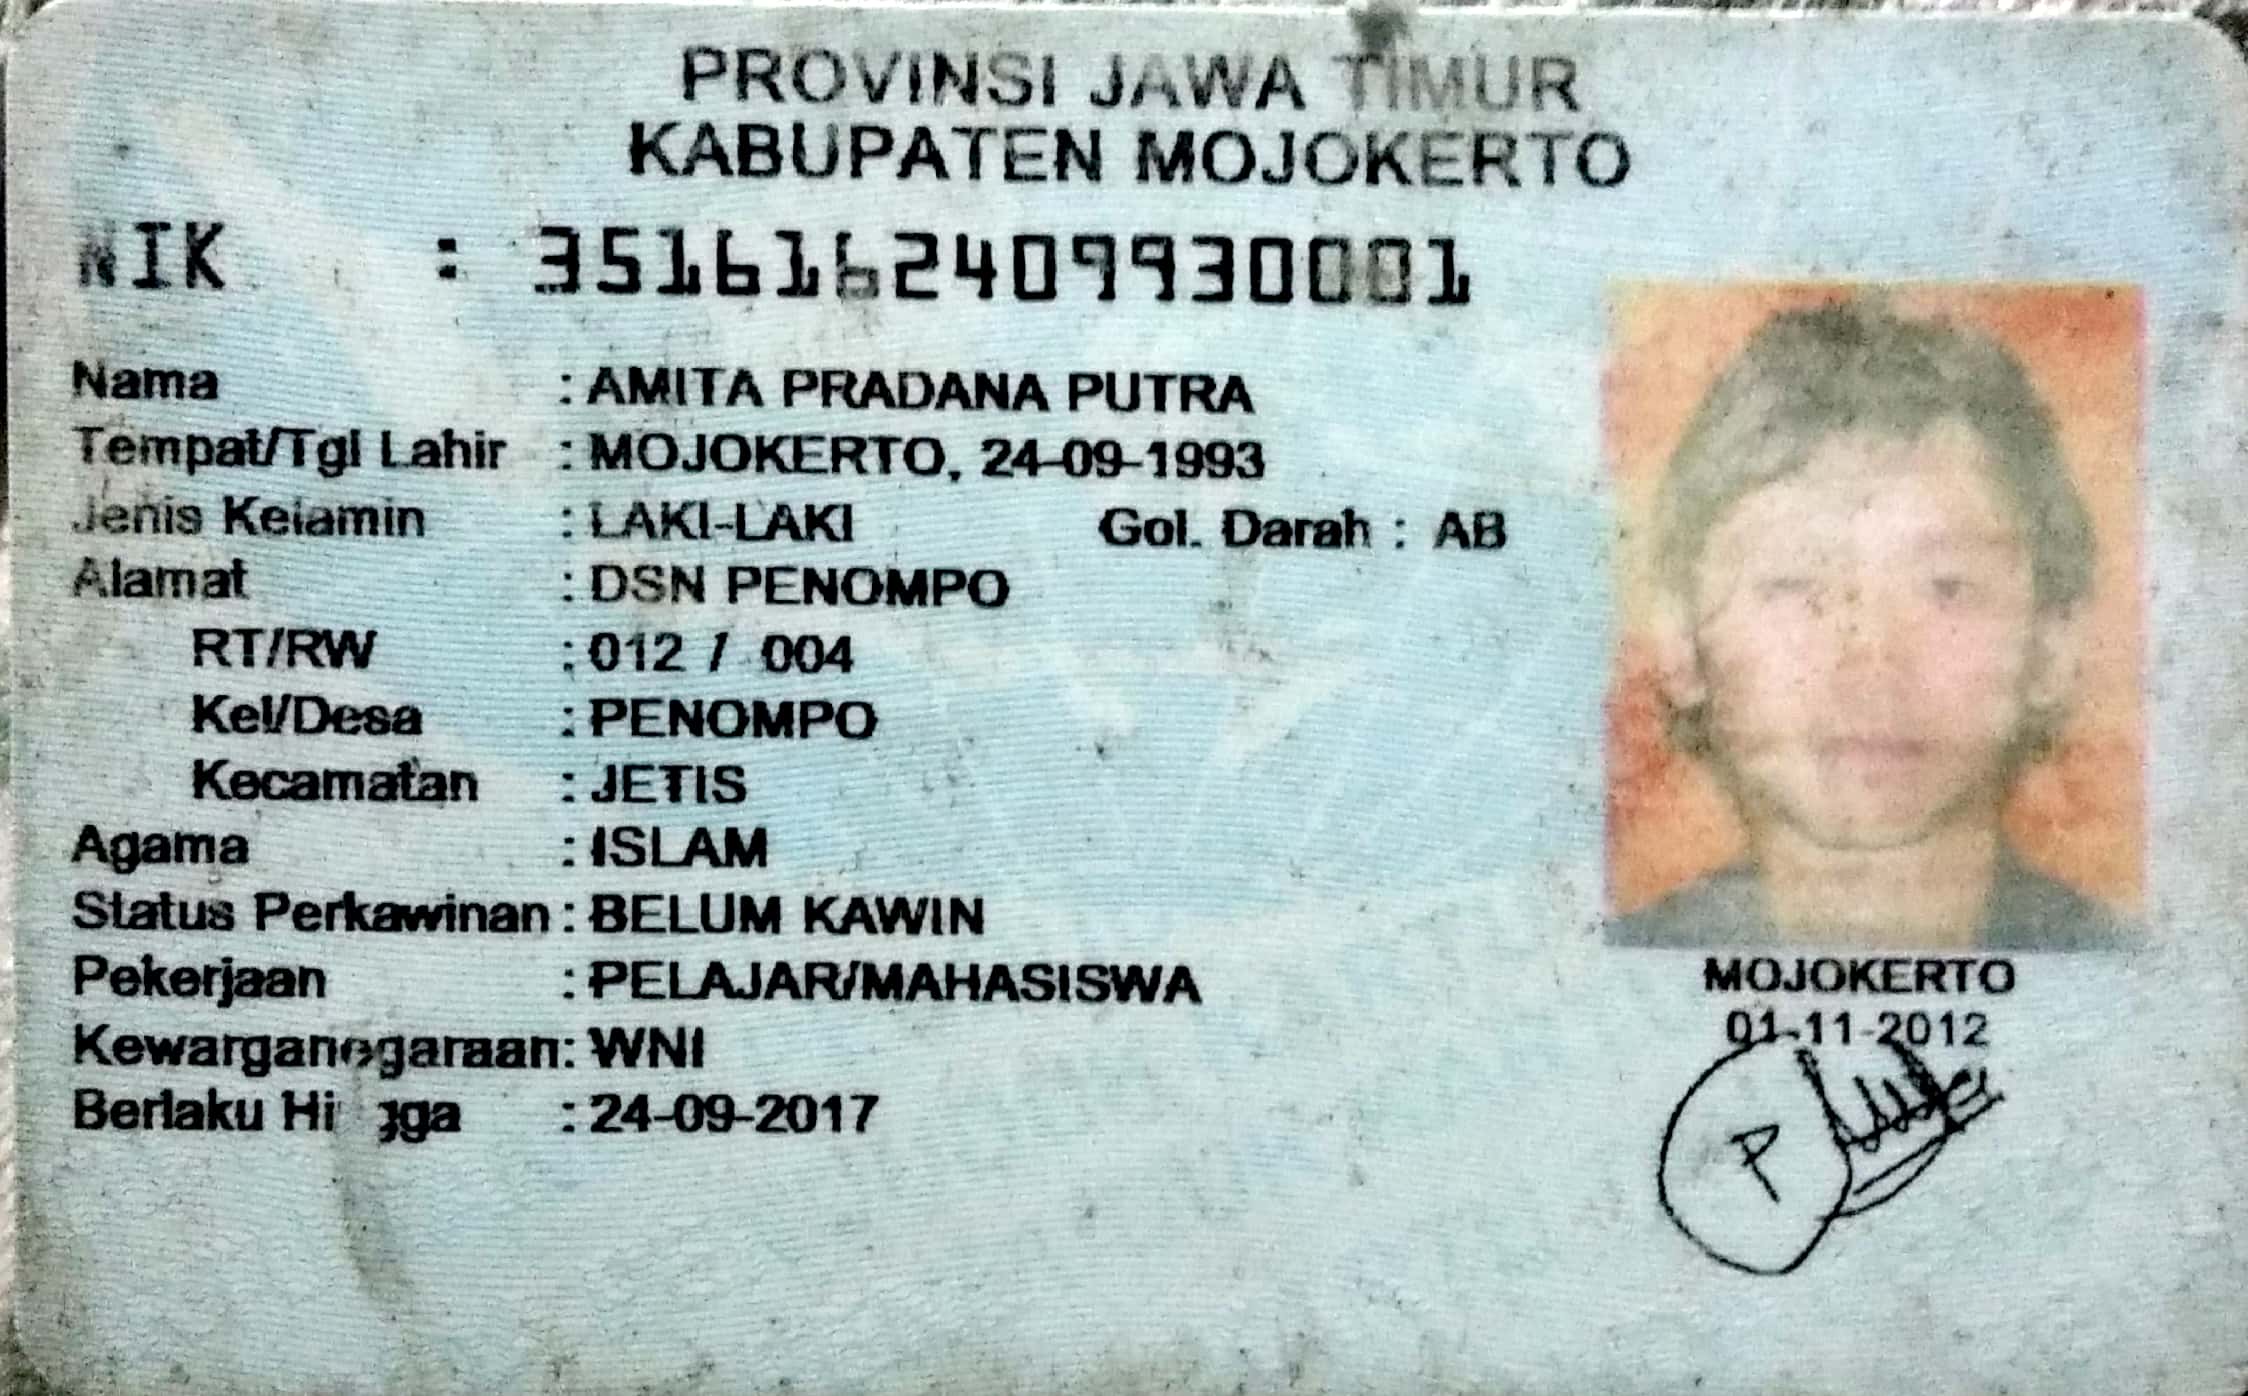 PROVINSI JAWA TIMUR
KABUPATEN MOJOKERTO
NIK : 3516162409930001
Nama : AMITA PRADANA PUTRA
Tempat/Tgl Lahir : MOJOKERTO, 24-09-1993
Jenis Kelamin : LAKI-LAKI Gol. Darah : AB
Alamat : DSN PENOMPO
RT/RW : 012 / 004
Kel/Desa : PENOMPO
Kecamatan : JETIS
Agama : ISLAM
Status Perkawinan : BELUM KAWIN
Pekerjaan : PELAJAR/MAHASISWA
Kewarganegaraan : WNI
Berlaku Hingga : 24-09-2017
MOJOKERTO
01-11-2012
P